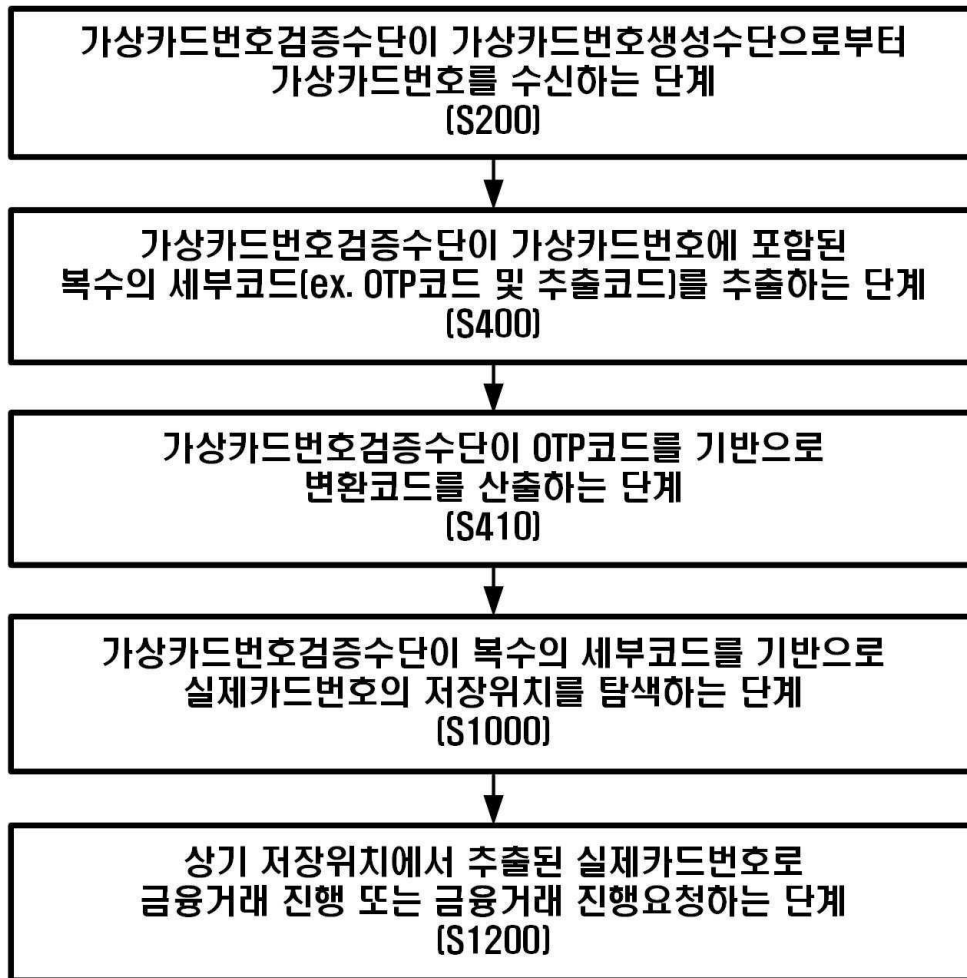 가상카드번호검증수단이 가상카드번호생성수단으로부터
가상카드번호를 수신하는 단계
(S200)
가상카드번호검증수단이 가상카드번호에 포함된
복수의 세부코드(ex. OTP코드 및 추출코드)를 추출하는 단계
(S400)
가상카드번호검증수단이 OTP코드를 기반으로
변환코드를 산출하는 단계
(S410)
가상카드번호검증수단이 복수의 세부코드를 기반으로
실제카드번호의 저장위치를 탐색하는 단계
(S1000)
상기 저장위치에서 추출된 실제카드번호로
금융거래 진행 또는 금융거래 진행요청하는 단계
(S1200)